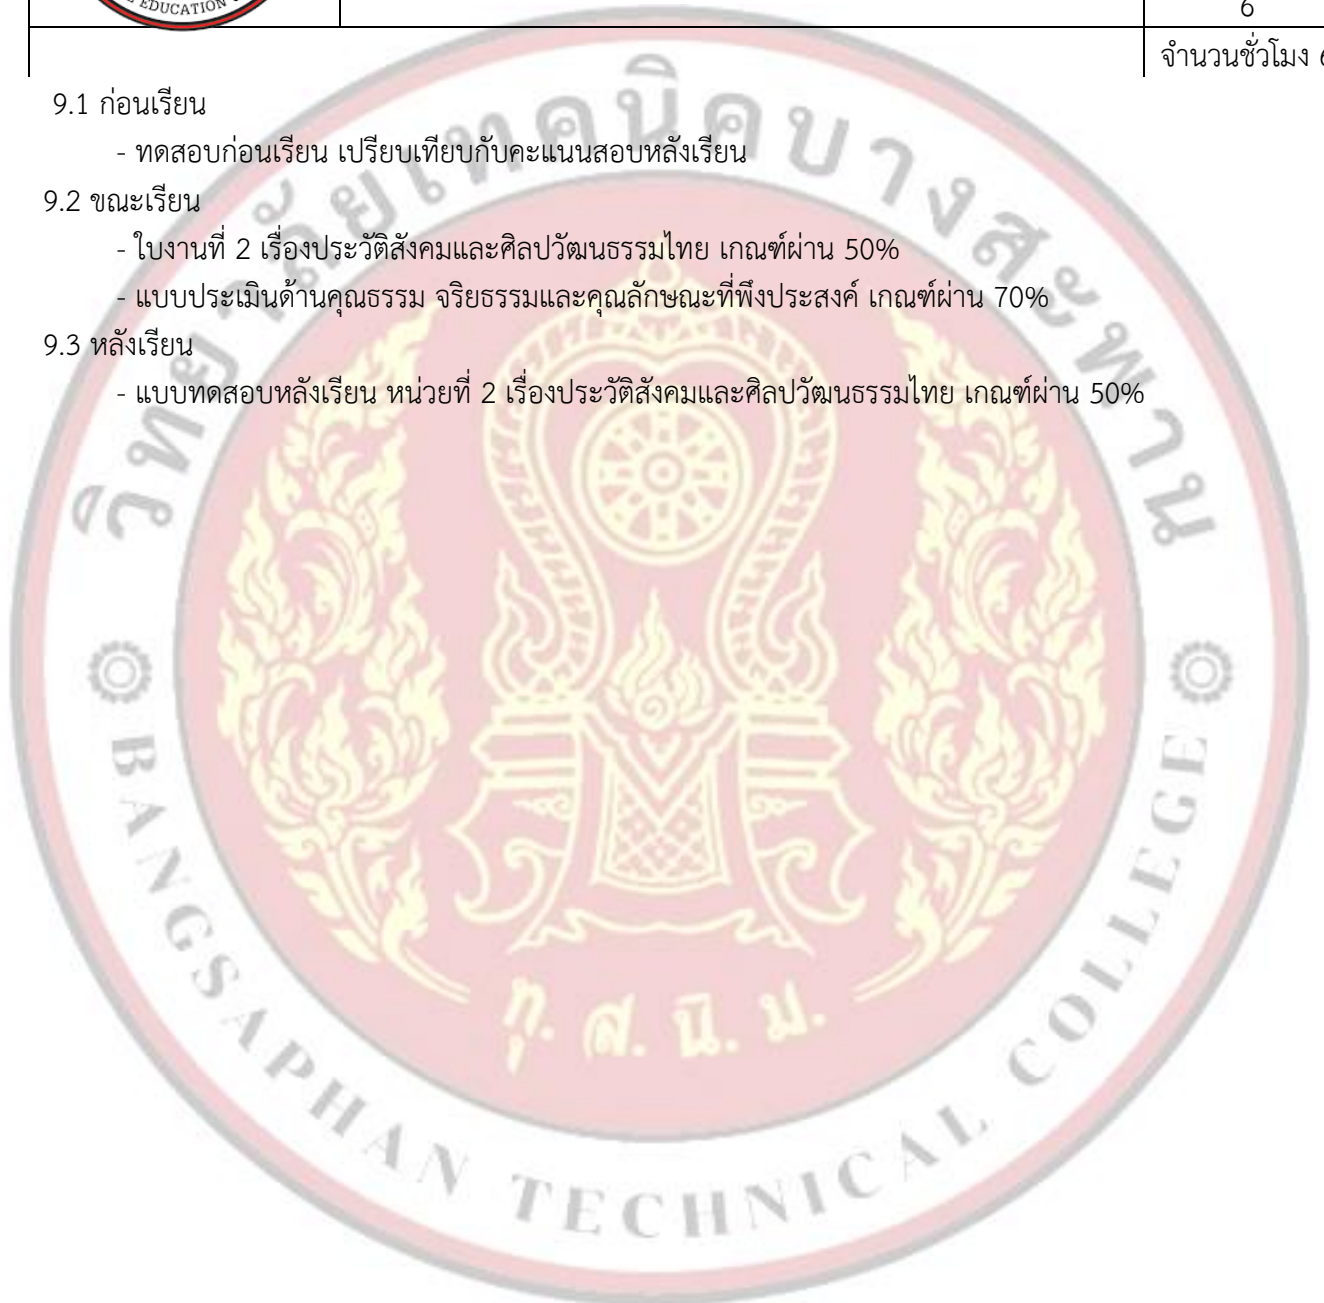 EDUCATION
6
จำนวนชั่วโมง 6
9.1 ก่อนเรียน
- ทดสอบก่อนเรียน เปรียบเทียบกับคะแนนสอบหลังเรียน
9.2 ขณะเรียน
- ใบงานที่ 2 เรื่องประวัติสังคมและศิลปวัฒนธรรมไทย เกณฑ์ผ่าน 50%
- แบบประเมินด้านคุณธรรม จริยธรรมและคุณลักษณะที่พึงประสงค์ เกณฑ์ผ่าน 70%
9.3 หลังเรียน
- แบบทดสอบหลังเรียน หน่วยที่ 2 เรื่องประวัติสังคมและศิลปวัฒนธรรมไทย เกณฑ์ผ่าน 50%
วิทยาลัยเทคนิคบางสะพาน
ทุ. ส. นิ. ม.
BANGSAPHAN TECHNICAL COLLEGE